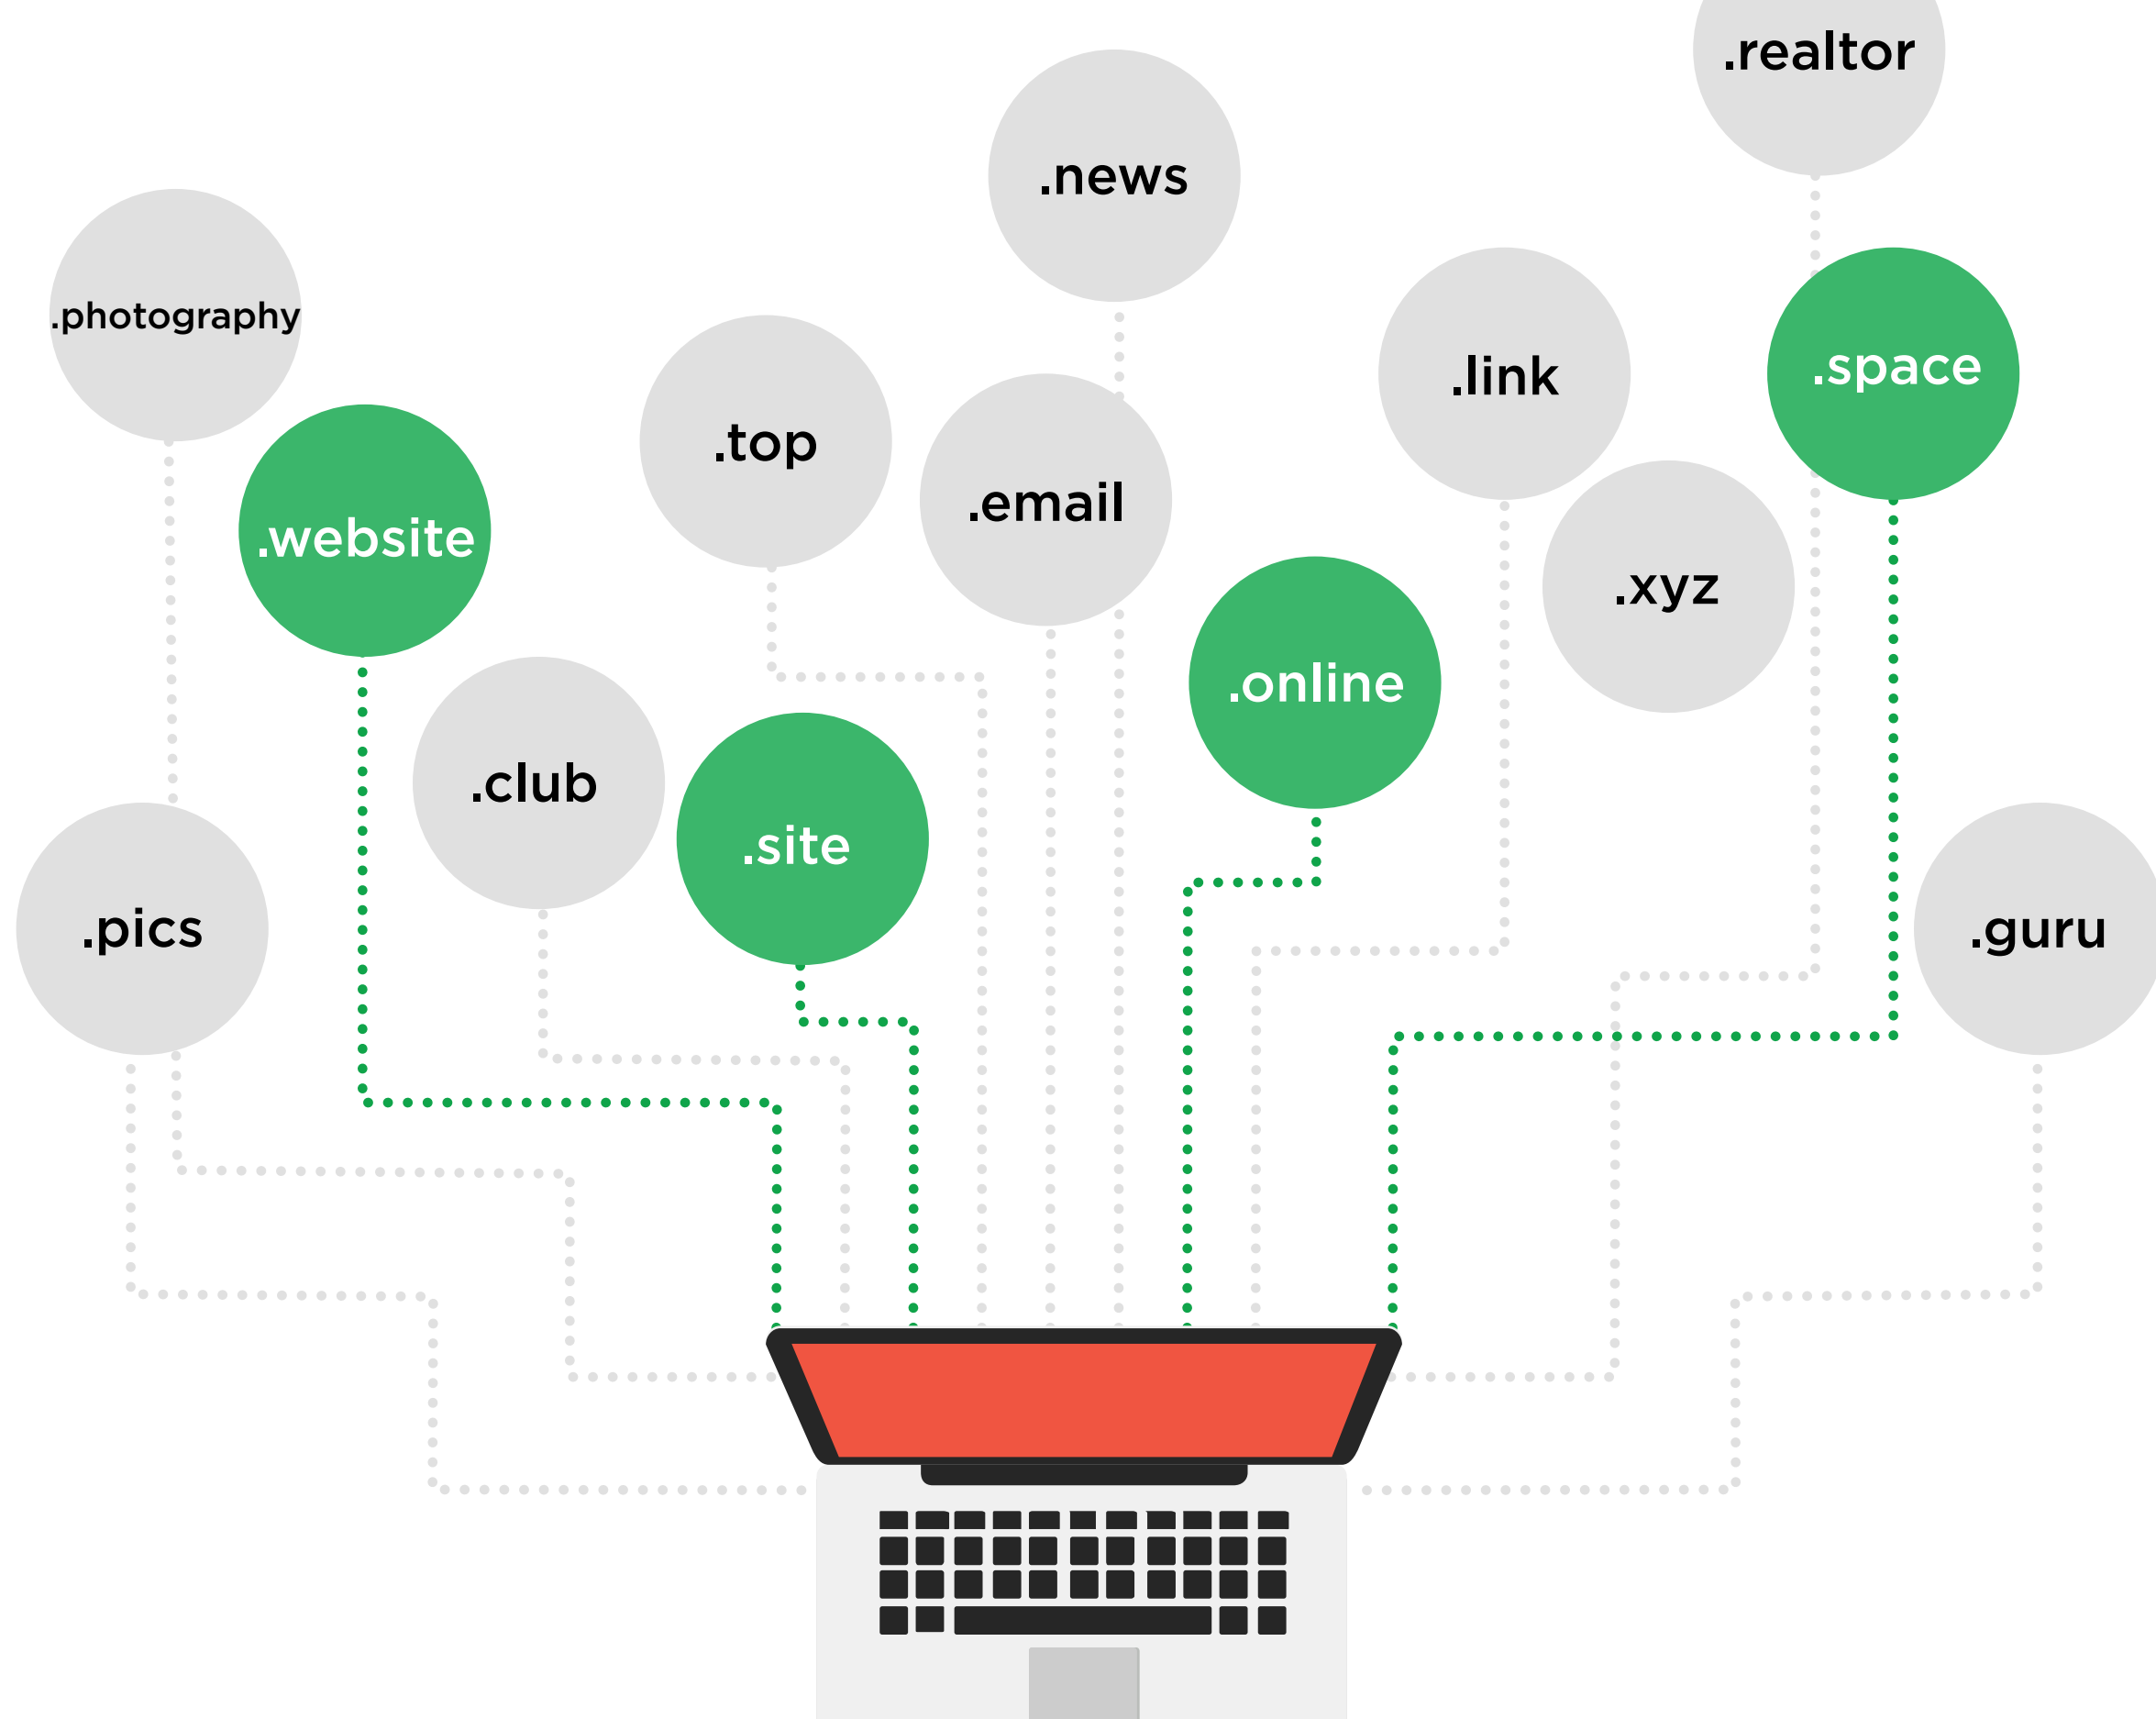 .realtor
.news
.photography
.link
.space
.top
.email
.website
.xyz
.online
.club
.site
.pics
.guru